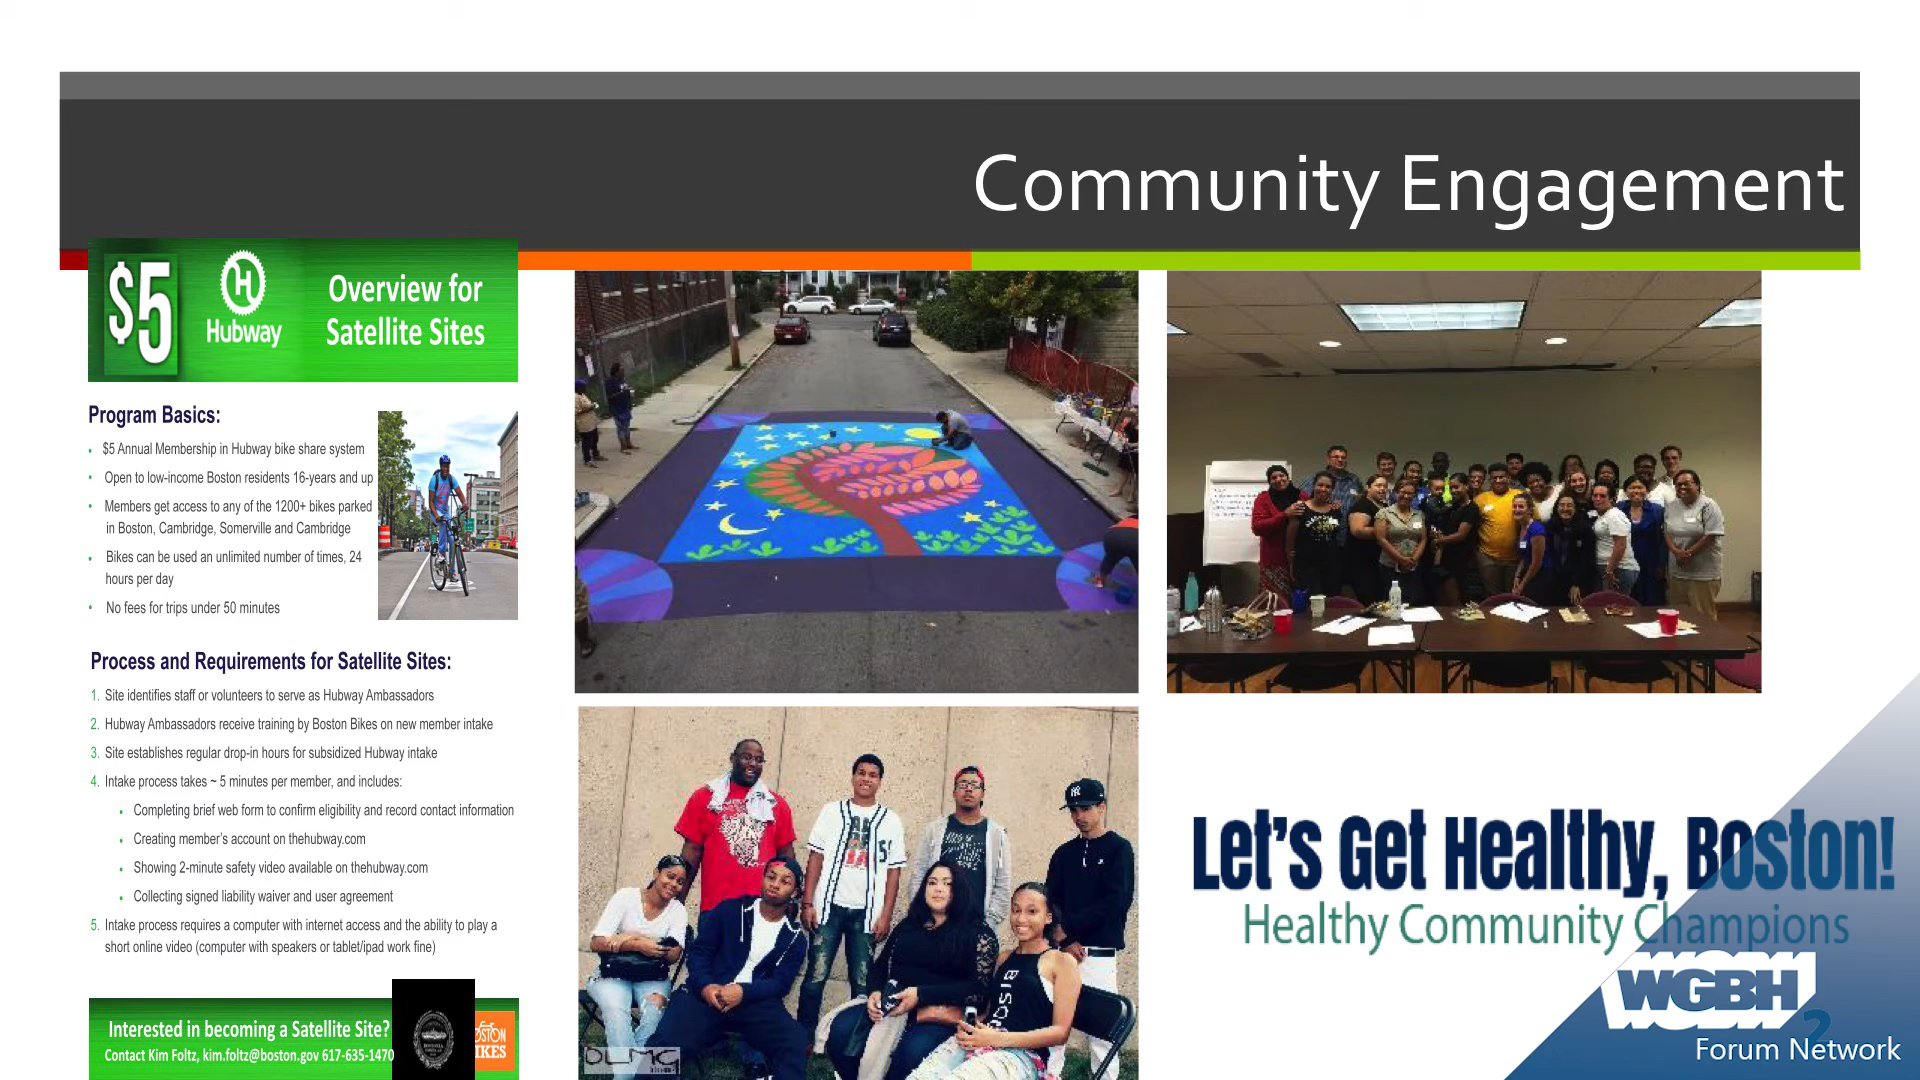 Community Engagement
$5
Hubway
Overview for
Satellite Sites
Program Basics:
• $5 Annual Membership in Hubway bike share system
• Open to low-income Boston residents 16-years and up
• Members get access to any of the 1200+ bikes parked
in Boston, Cambridge, Somerville and Cambridge
• Bikes can be used an unlimited number of times, 24
hours per day
• No fees for trips under 50 minutes
Process and Requirements for Satellite Sites:
1. Site identifies staff or volunteers to serve as Hubway Ambassadors
2. Hubway Ambassadors receive training by Boston Bikes on new member intake
3. Site establishes regular drop-in hours for subsidized Hubway intake
4. Intake process takes ~ 5 minutes per member, and includes:
• Completing brief web form to confirm eligibility and record contact information
• Creating member's account on thehubway.com
• Showing 2-minute safety video available on thehubway.com
• Collecting signed liability waiver and user agreement
5. Intake process requires a computer with internet access and the ability to play a
short online video (computer with speakers or tablet/ipad work fine)
Interested in becoming a Satellite Site?
Contact Kim Foltz, kim.foltz@boston.gov 617-635-1470
OSTON
IKES
DLMG
Let's Get Healthy, Boston!
Healthy Community Champions
WGBH
2
Forum Network